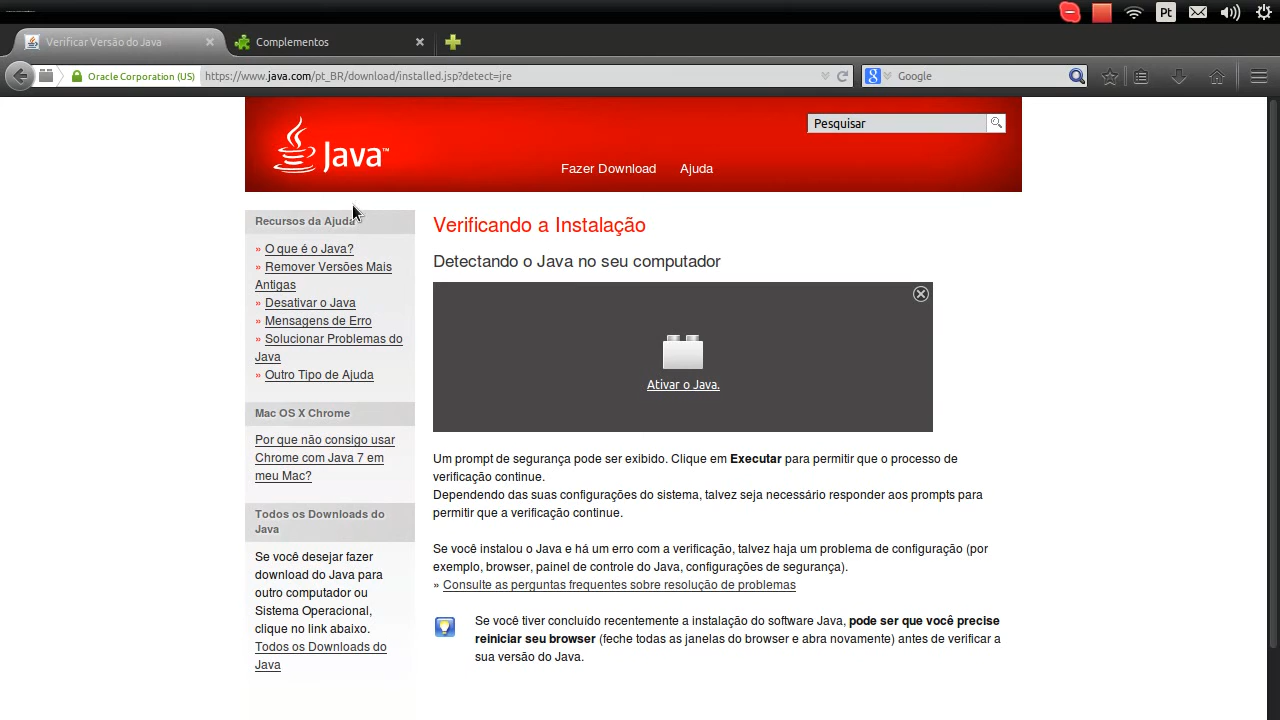 Pt
Verificar Versão do Java
Complementos
Oracle Corporation (US)
https://www.java.com/pt_BR/download/installed.jsp?detect=jre
Google
Java™
Pesquisar
Fazer Download
Ajuda
Recursos da Ajuda
» O que é o Java?
» Remover Versões Mais
Antigas
» Desativar o Java
» Mensagens de Erro
» Solucionar Problemas do
Java
» Outro Tipo de Ajuda
Mac OS X Chrome
Por que não consigo usar
Chrome com Java 7 em
meu Mac?
Todos os Downloads do
Java
Se você desejar fazer
download do Java para
outro computador ou
Sistema Operacional,
clique no link abaixo.
Todos os Downloads do
Java
Verificando a Instalação
Detectando o Java no seu computador
Ativar o Java.
Um prompt de segurança pode ser exibido. Clique em Executar para permitir que o processo de
verificação continue.
Dependendo das suas configurações do sistema, talvez seja necessário responder aos prompts para
permitir que a verificação continue.
Se você instalou o Java e há um erro com a verificação, talvez haja um problema de configuração (por
exemplo, browser, painel de controle do Java, configurações de segurança).
» Consulte as perguntas frequentes sobre resolução de problemas
Se você tiver concluído recentemente a instalação do software Java, pode ser que você precise
reiniciar seu browser (feche todas as janelas do browser e abra novamente) antes de verificar a
sua versão do Java.